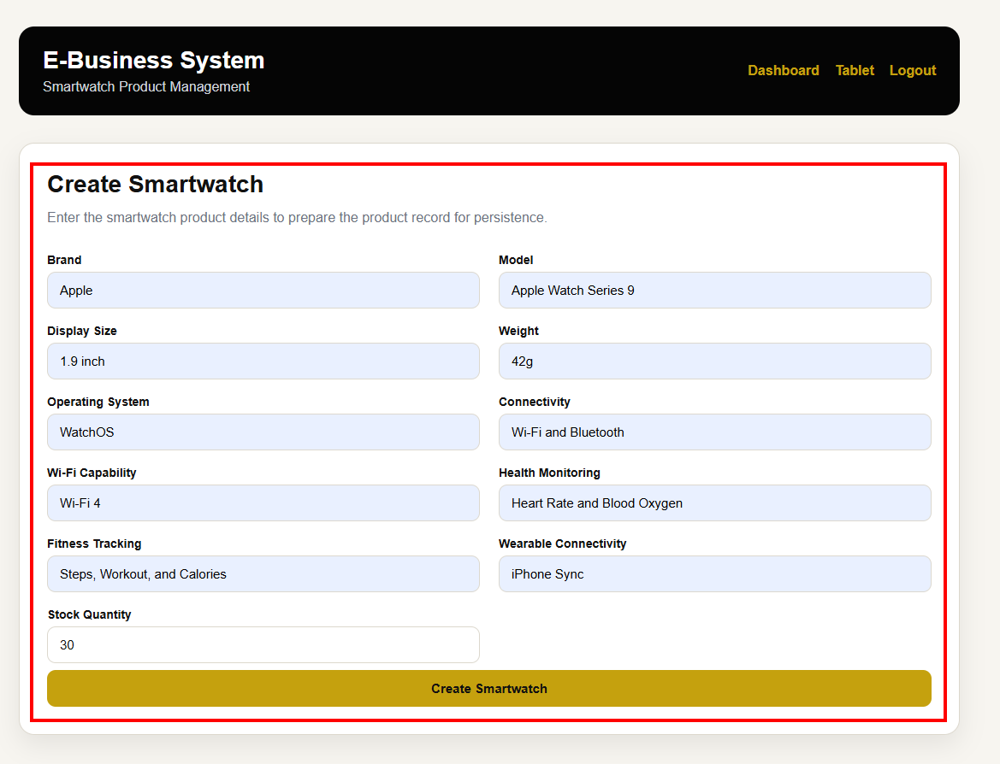 E-Business System
Smartwatch Product Management
Dashboard Tablet Logout
Create Smartwatch
Enter the smartwatch product details to prepare the product record for persistence.
Brand Model
Apple Apple Watch Series 9
Display Size Weight
1.9 inch 42g
Operating System Connectivity
WatchOS Wi-Fi and Bluetooth
Wi-Fi Capability Health Monitoring
Wi-Fi 4 Heart Rate and Blood Oxygen
Fitness Tracking Wearable Connectivity
Steps, Workout, and Calories iPhone Sync
Stock Quantity
30
Create Smartwatch